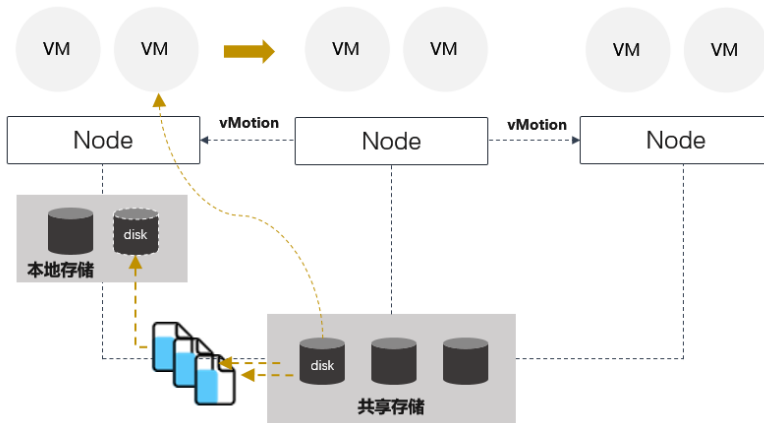 VM
VM
VM
VM
VM
VM
Node
vMotion
Node
vMotion
Node
disk
本地存储
disk
共享存储